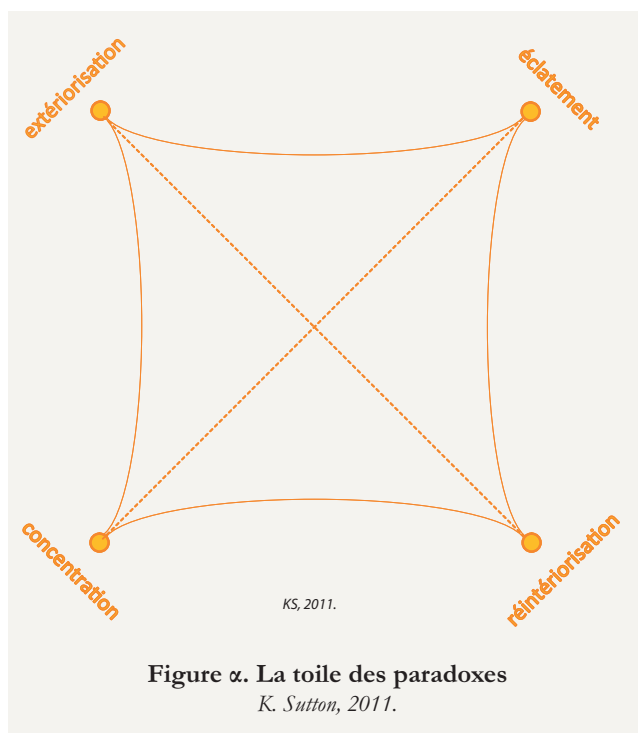 extériorisation
éclatement
concentration
réintériorisation
KS, 2011.
Figure α. La toile des paradoxes
K. Sutton, 2011.